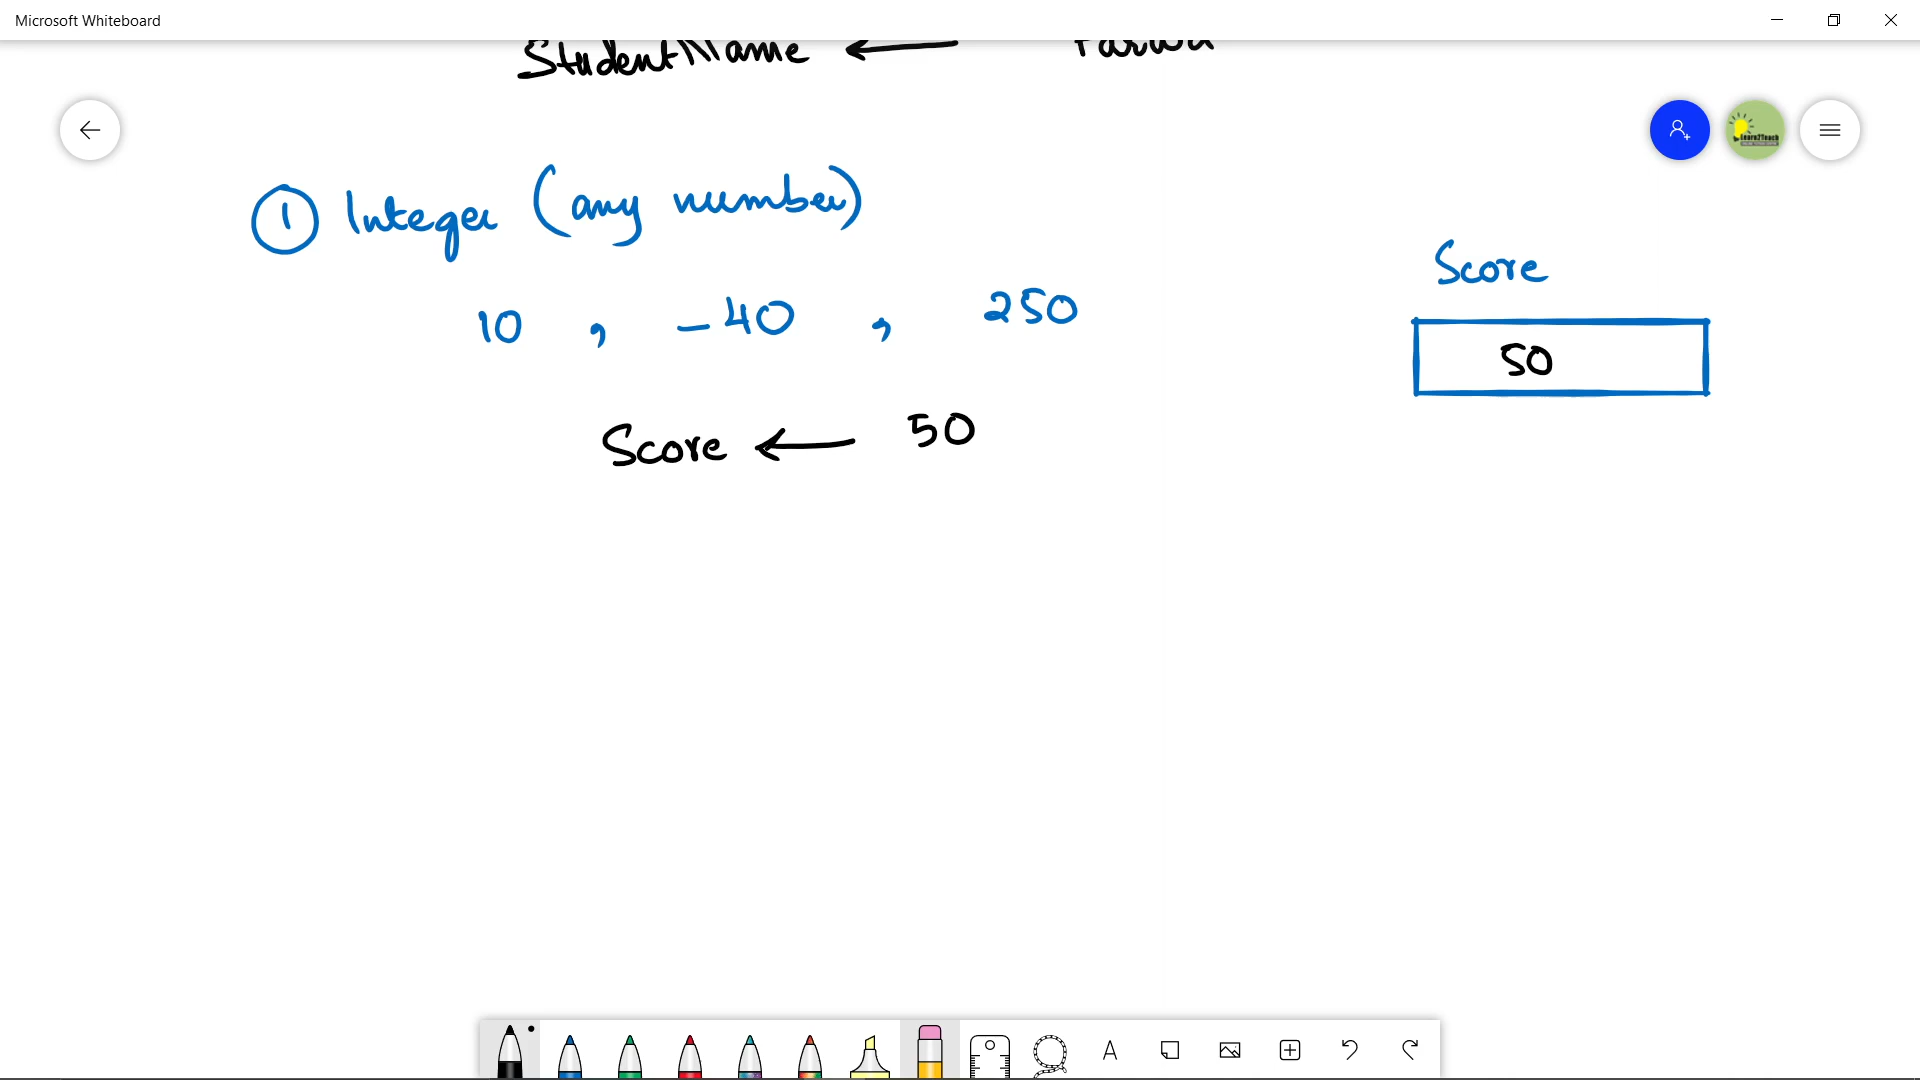 Microsoft Whiteboard
StudentName ←
① Integer (any number)
Score
10 , -40 , 250
50
Score ← 50